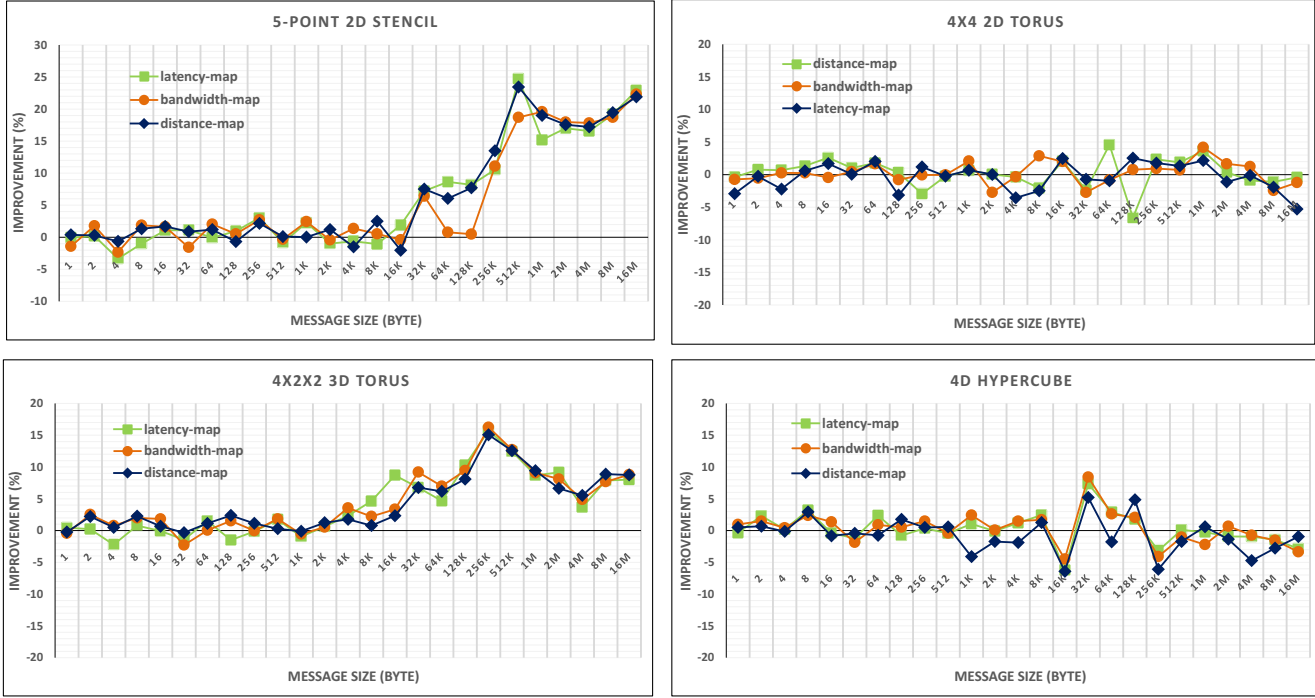 5-POINT 2D STENCIL
30
25
20
15
10
5
0
-5
-10
IMPROVEMENT (%)
latency-map
bandwidth-map
distance-map
1 2 4 8 16 32 64 128 256 512 1K 2K 4K 8K 16K 32K 64K 128K 256K 512K 1M 2M 4M 8M 16M
MESSAGE SIZE (BYTE)
4X4 2D TORUS
20
15
10
5
0
-5
-10
-15
-20
IMPROVEMENT (%)
distance-map
bandwidth-map
latency-map
1 2 4 8 16 32 64 128 256 512 1K 2K 4K 8K 16K 32K 64K 128K 256K 512K 1M 2M 4M 8M 16M
MESSAGE SIZE (BYTE)
4X2X2 3D TORUS
20
15
10
5
0
-5
-10
-15
-20
IMPROVEMENT (%)
latency-map
bandwidth-map
distance-map
1 2 4 8 16 32 64 128 256 512 1K 2K 4K 8K 16K 32K 64K 128K 256K 512K 1M 2M 4M 8M 16M
MESSAGE SIZE (BYTE)
4D HYPERCUBE
20
15
10
5
0
-5
-10
-15
-20
IMPROVEMENT (%)
latency-map
bandwidth-map
distance-map
1 2 4 8 16 32 64 128 256 512 1K 2K 4K 8K 16K 32K 64K 128K 256K 512K 1M 2M 4M 8M 16M
MESSAGE SIZE (BYTE)